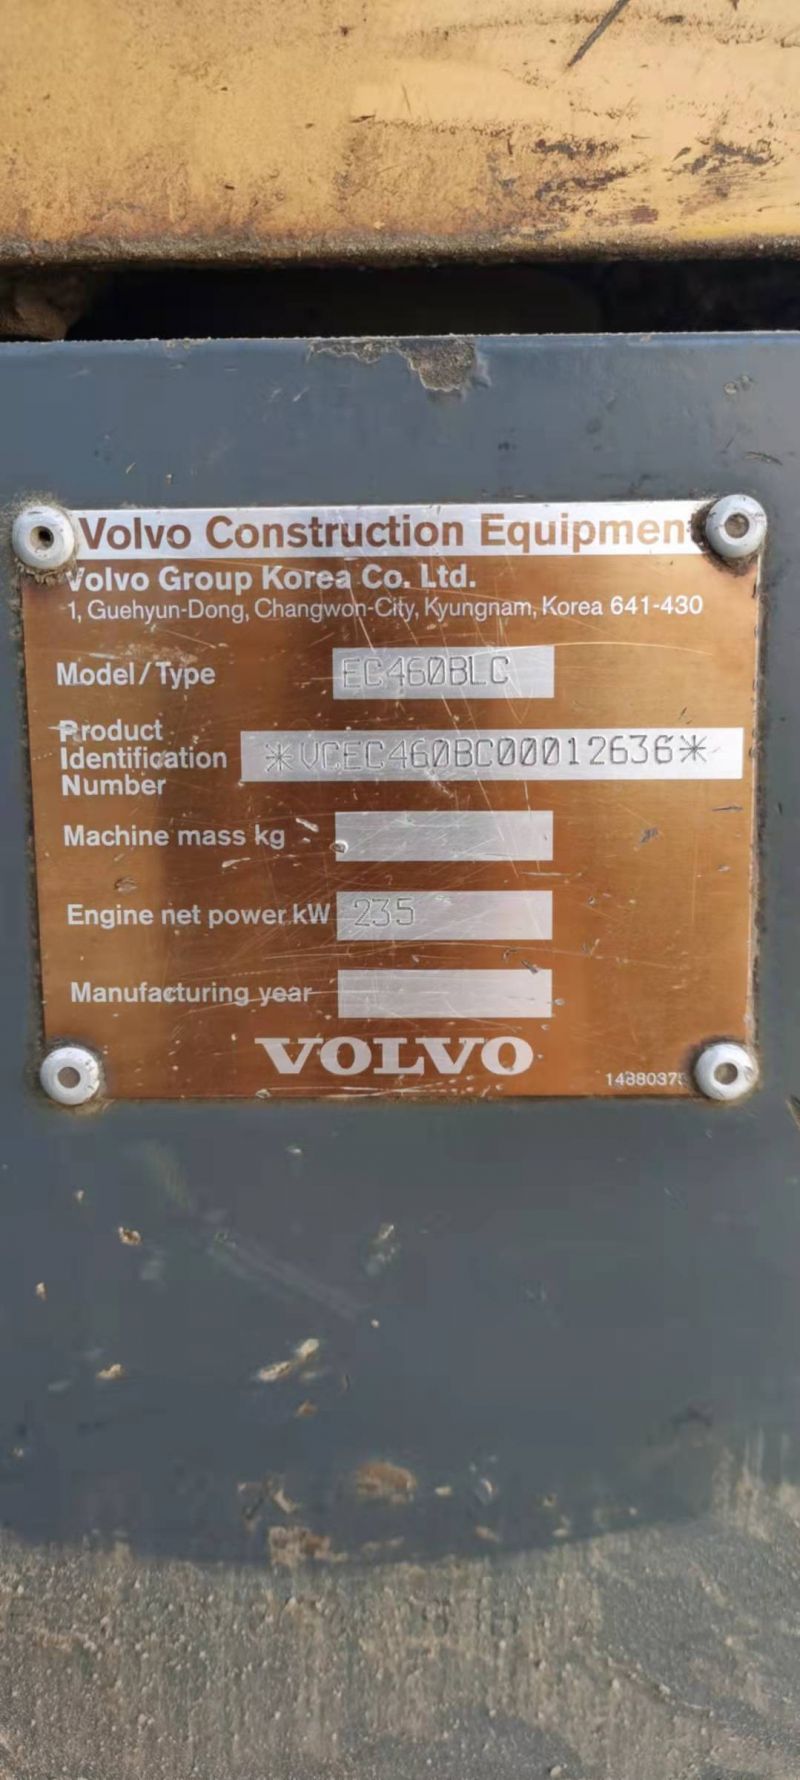 Volvo Construction Equipmen
Volvo Group Korea Co. Ltd.
1, Guehyun-Dong, Changwon-City, Kyungnam, Korea 641-430
Model/Type EC460BLC
Product
Identification
Number
*VCEC460BC00012636*
Machine mass kg
Engine net power kW 235
Manufacturing year
VOLVO